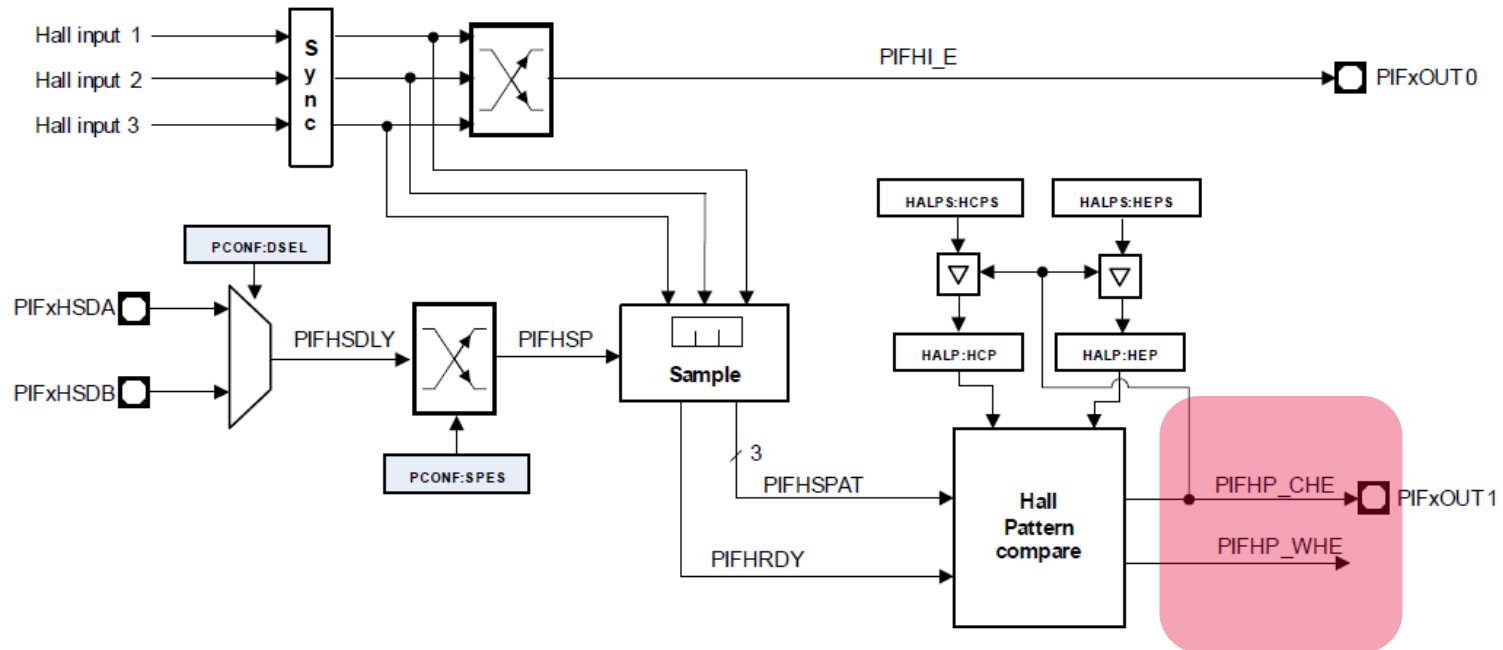 Hall input 1
Hall input 2
Hall input 3
S
y
n
c
PIFHI_E
PIFxOUT0
HALPS:HCPS
HALPS:HEPS
PCONF:DSEL
PIFxHSDA
PIFHSDLY
PIFHSP
PIFxHSDB
Sample
HALP:HCP
HALP:HEP
PCONF:SPES
3
PIFHSPAT
PIFHRDY
Hall
Pattern
compare
PIFHP_CHE
PIFxOUT1
PIFHP_WHE